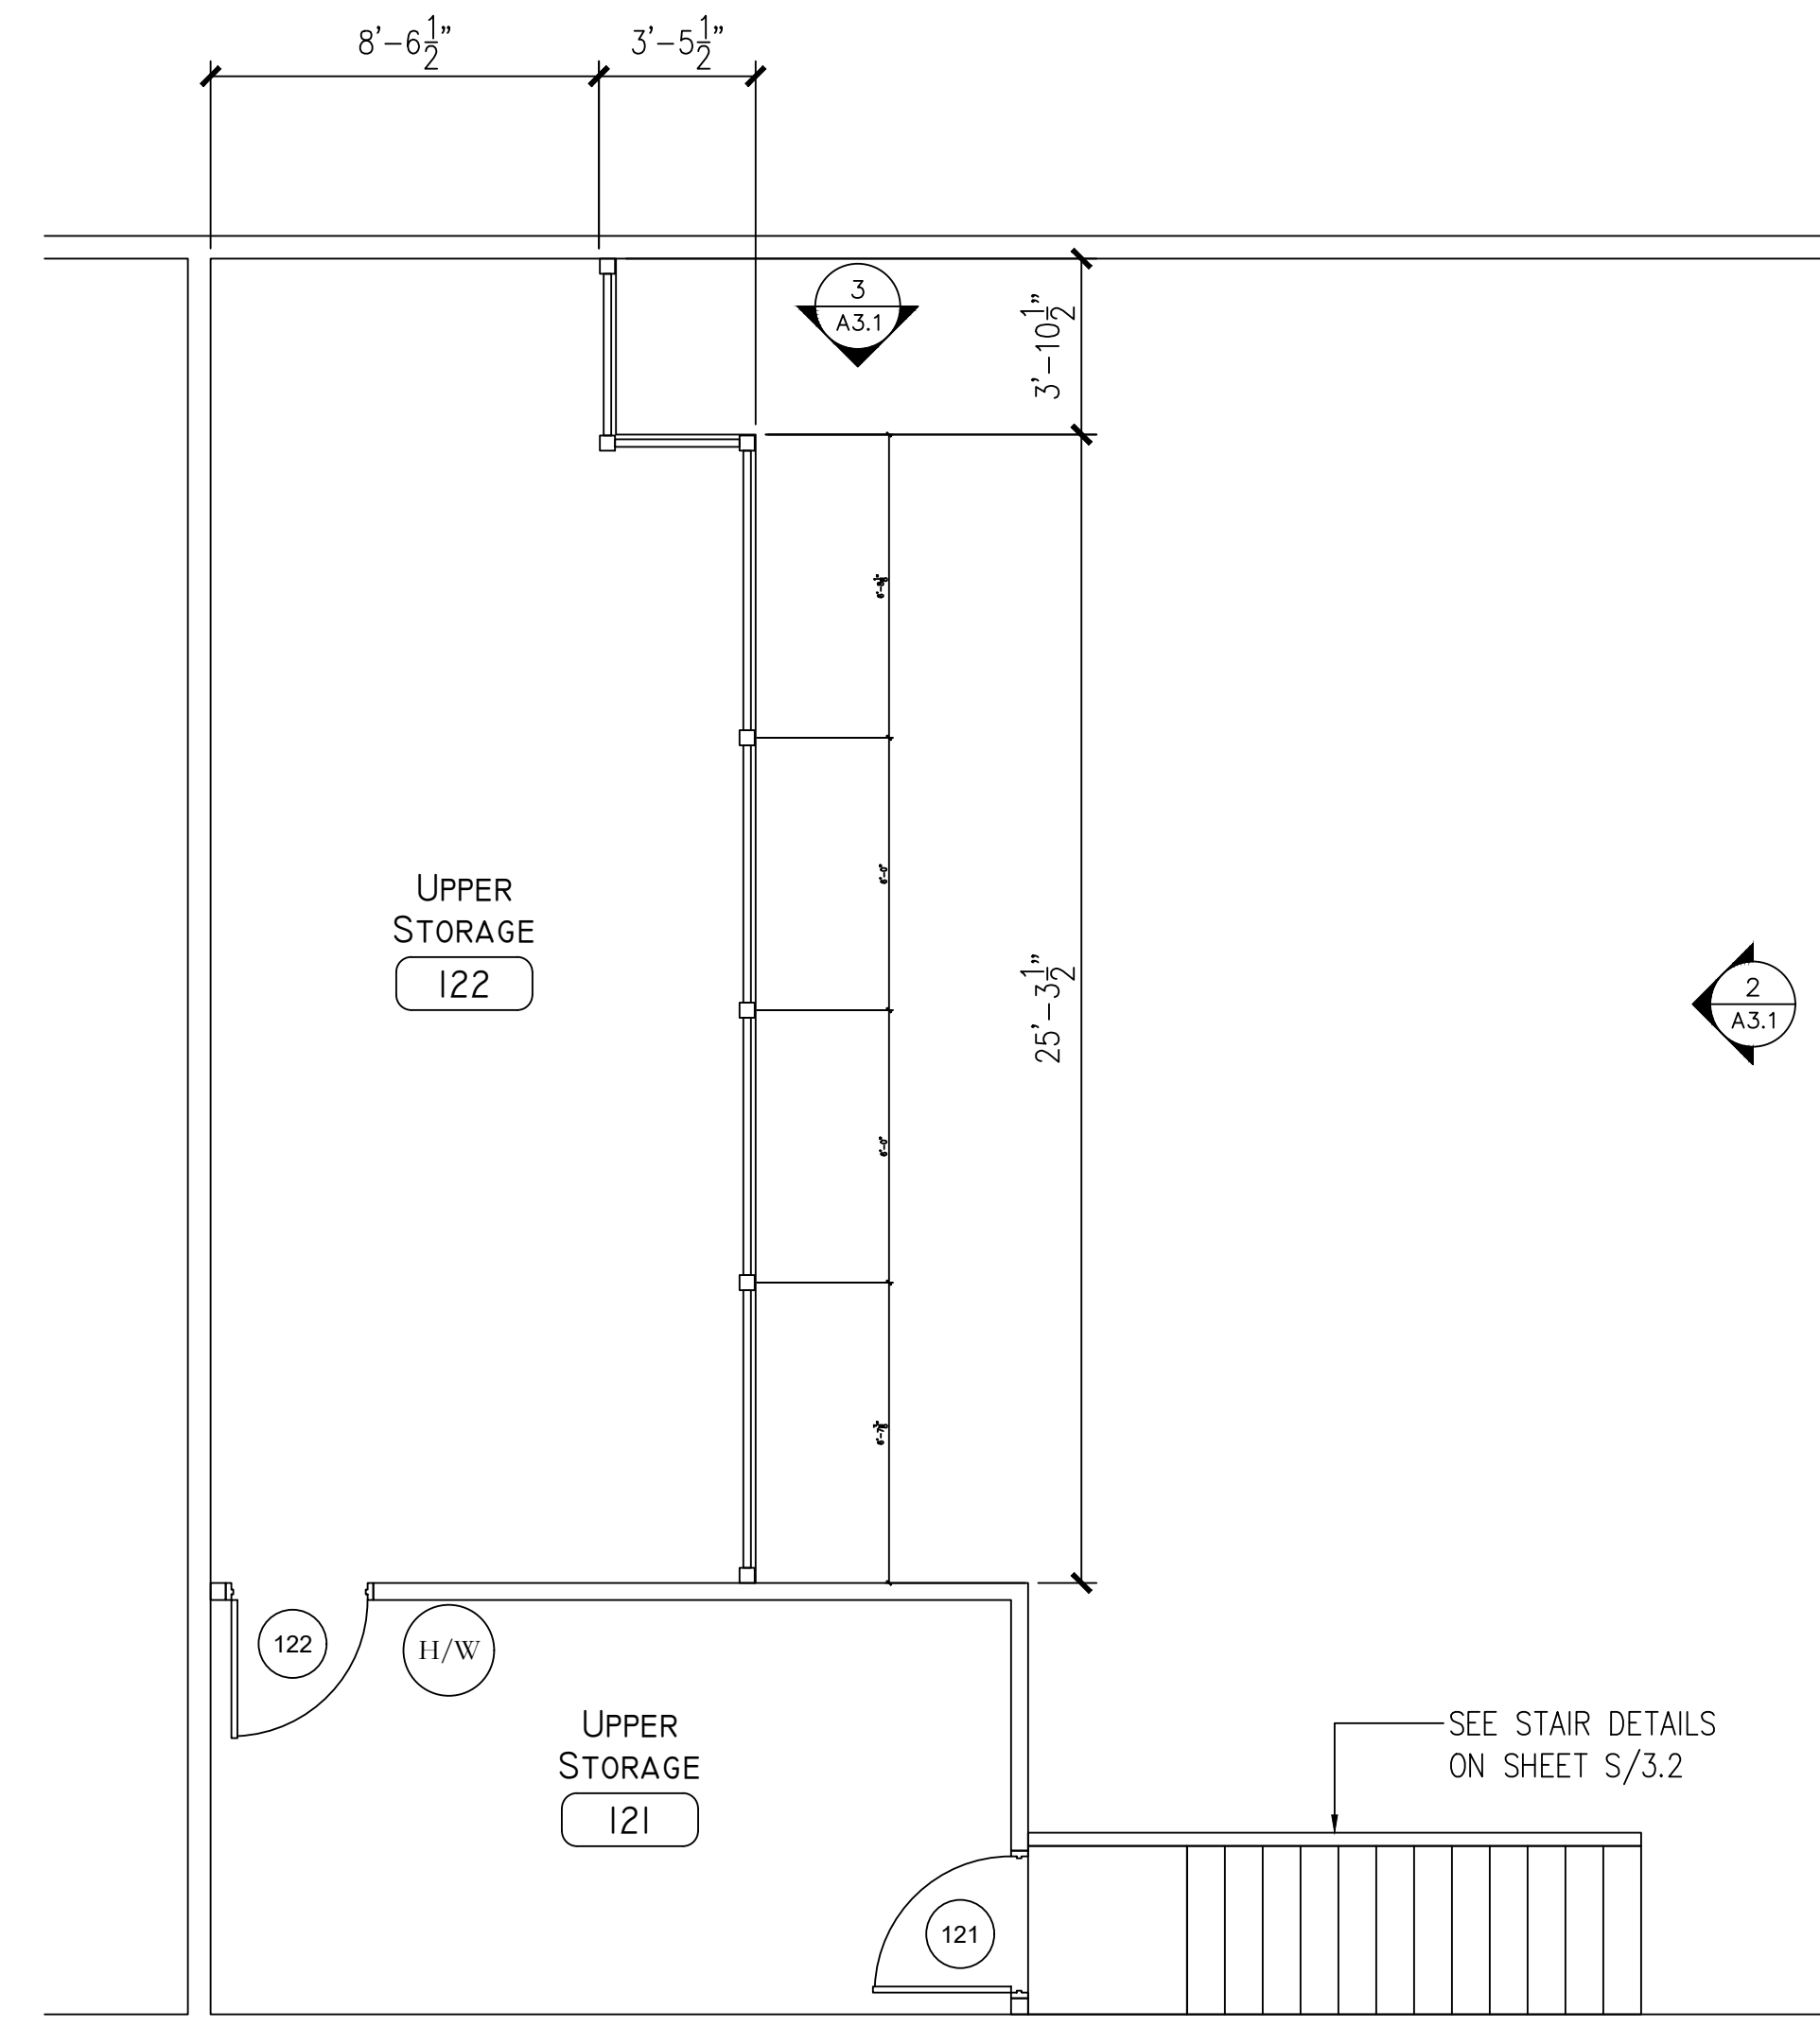 8'-6 1/2"
3'-5 1/2"
3
A3.1
3'-10 1/2"
6'-0"
25'-3 1/2"
6'-0"
UPPER
STORAGE
122
2
A3.1
122
H/W
UPPER
STORAGE
121
SEE STAIR DETAILS
ON SHEET S/3.2
121